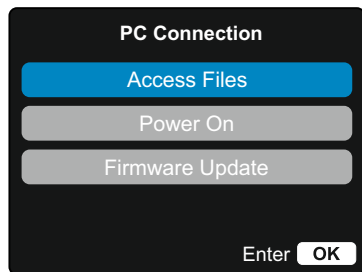 PC Connection
Access Files
Power On
Firmware Update
Enter OK